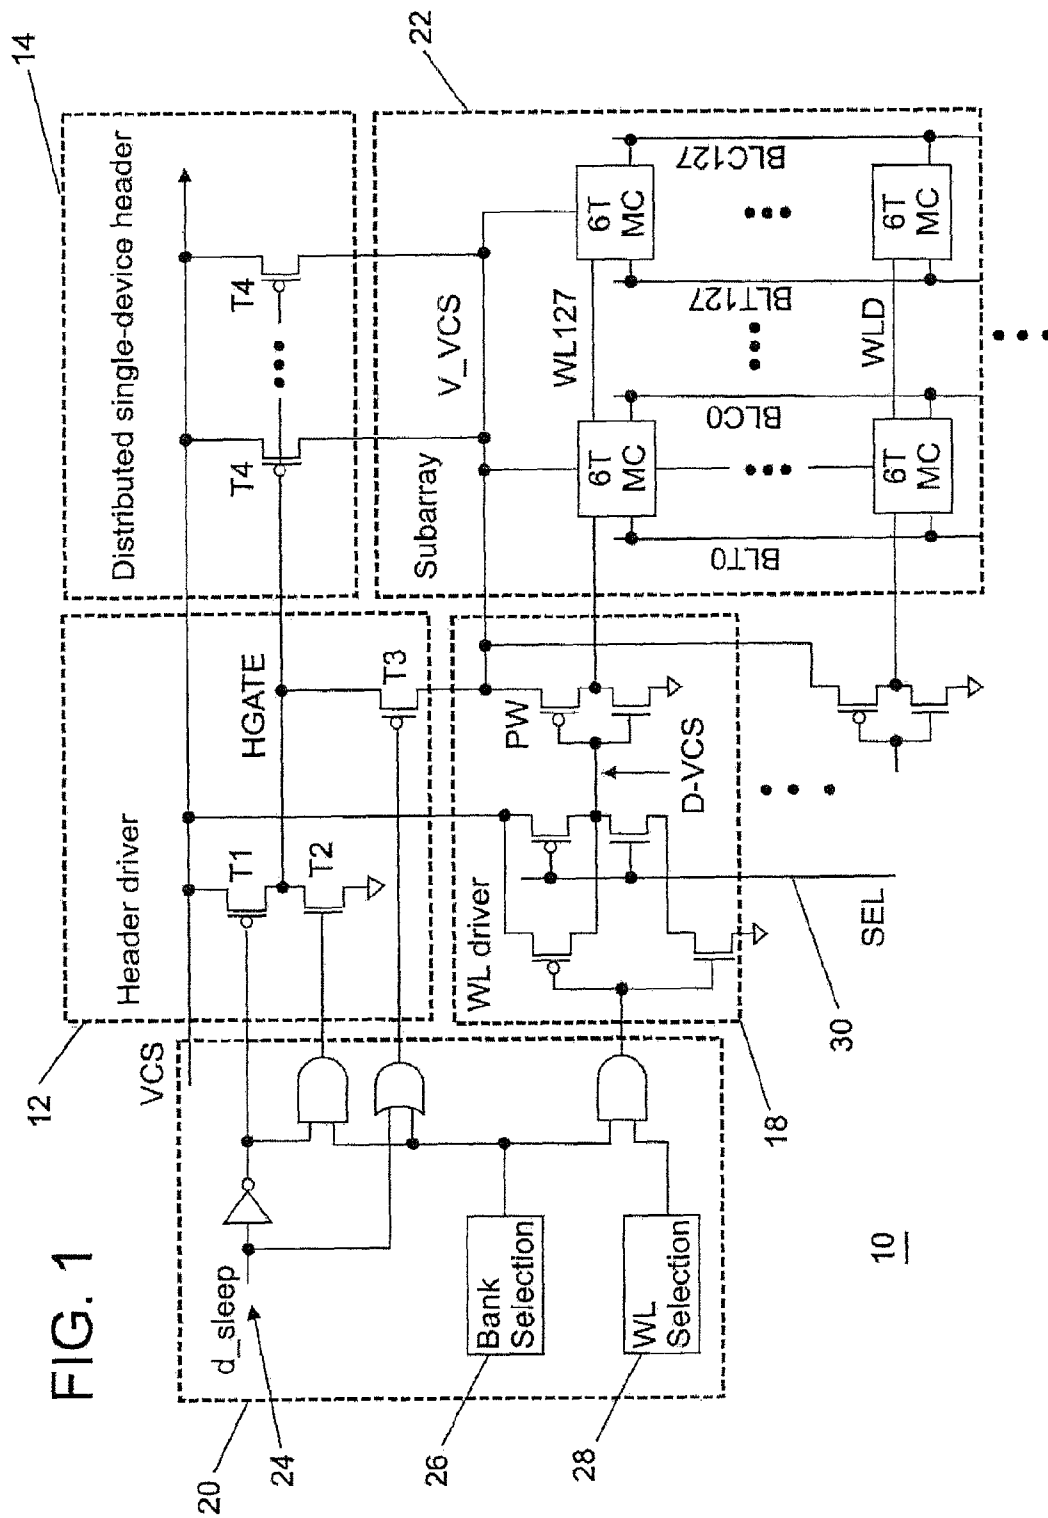 FIG. 1
14
Distributed single-device header
T4
T4
22
Subarray
V_VCS
WL127
6T
MC
6T
MC
BLT0
BLC0
BLT127
BLC127
WLD
6T
MC
6T
MC
12
Header driver
HGATE
T1
T2
T3
VCS
WL driver
PW
D-VCS
SEL
30
18
20
d_sleep
24
Bank
Selection
26
WL
Selection
28
10